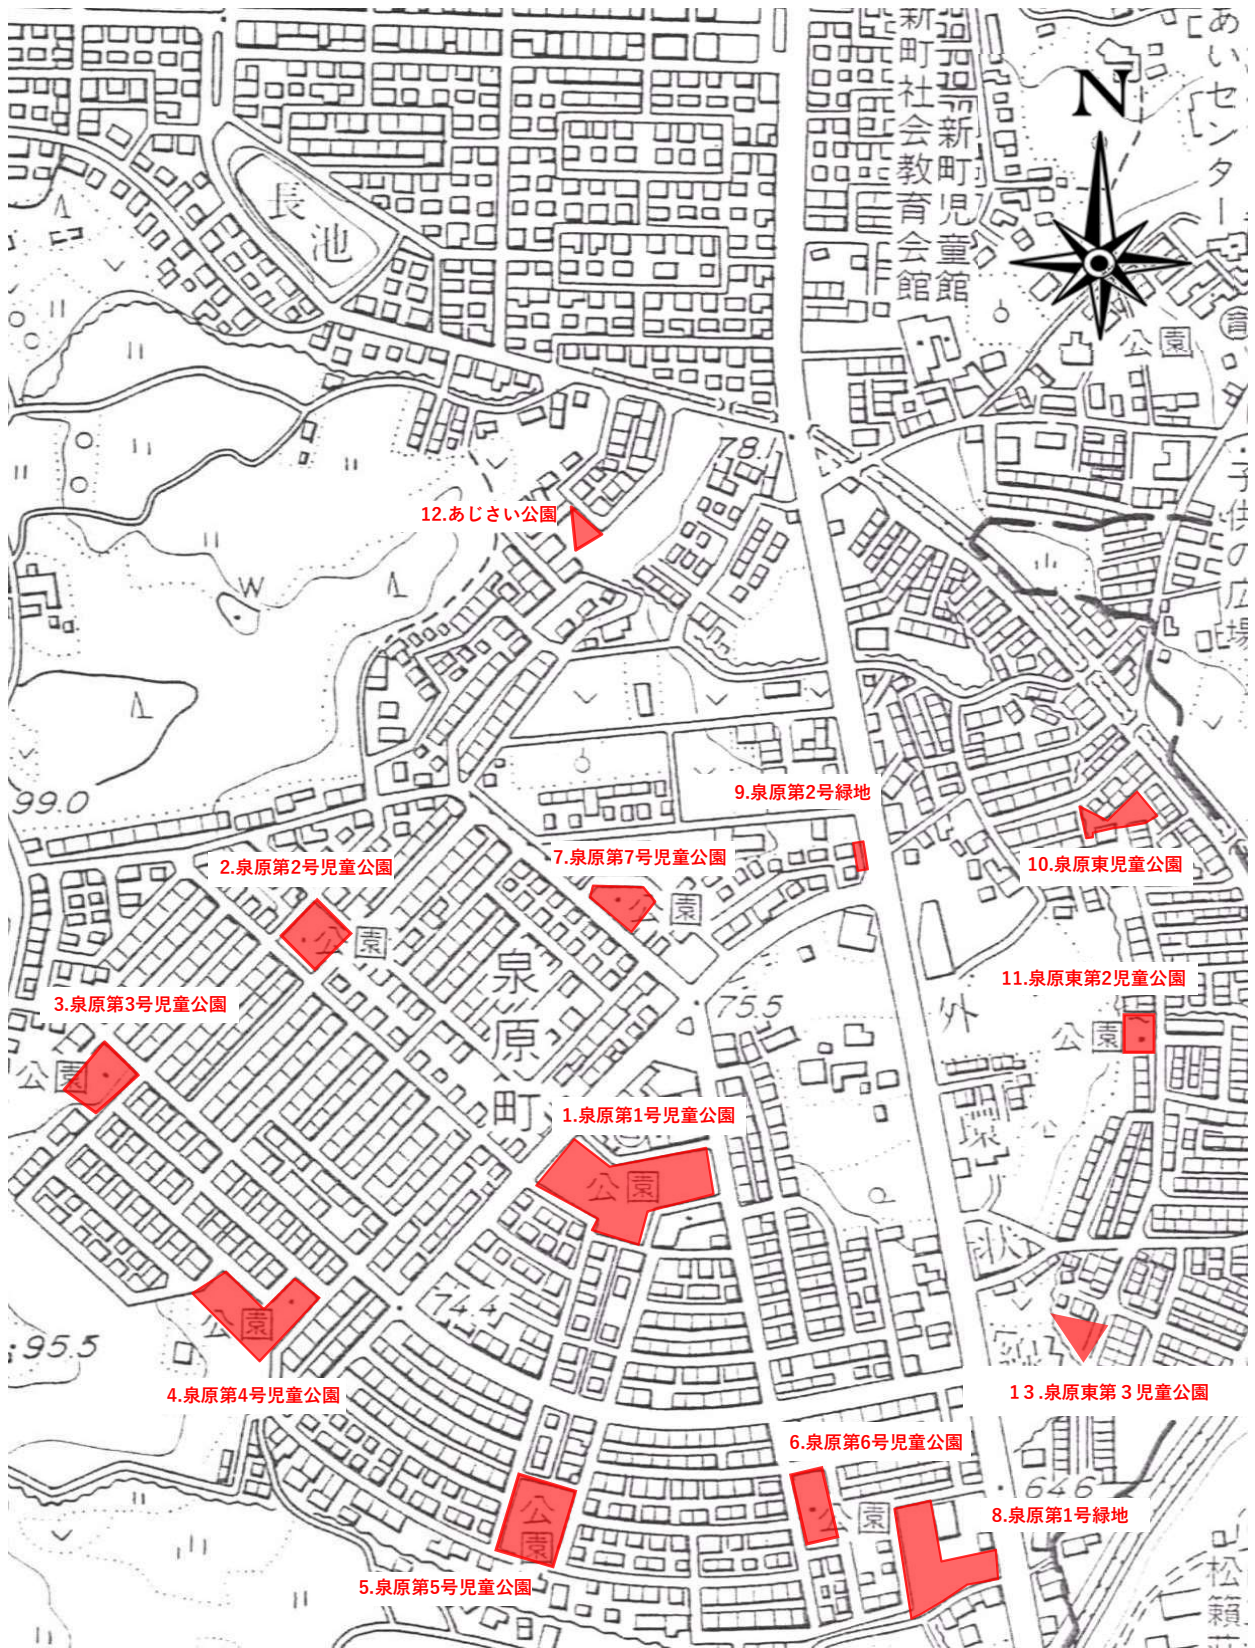 あいセンター
新町社会教育会館
新町児童館
N
長池
公園
育
子供の広場
78.1
12.あじさい公園
W
99.0
9.泉原第2号緑地
2.泉原第2号児童公園
7.泉原第7号児童公園
10.泉原東児童公園
公園
公園
泉原町
3.泉原第3号児童公園
11.泉原東第2児童公園
75.5
外環状
公園
公園
1.泉原第1号児童公園
公園
74.4
公園
95.5
4.泉原第4号児童公園
13.泉原東第3児童公園
6.泉原第6号児童公園
646
公園
公園
8.泉原第1号緑地
5.泉原第5号児童公園
松籟